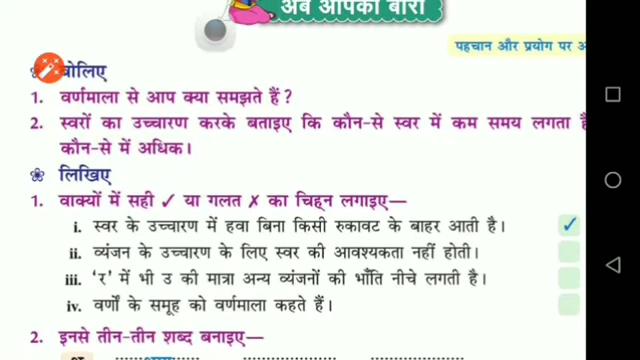 अब आपकी बारी
पहचान और प्रयोग पर
बोलिए
1. वर्णमाला से आप क्या समझते हैं?
2. स्वरों का उच्चारण करके बताइए कि कौन-से स्वर में कम समय लगता है
कौन-से में अधिक।
लिखिए
1. वाक्यों में सही ✓ या गलत ✗ का चिह्न लगाइए–
i. स्वर के उच्चारण में हवा बिना किसी रुकावट के बाहर आती है। ✓
ii. व्यंजन के उच्चारण के लिए स्वर की आवश्यकता नहीं होती।
iii. ‘र’ में भी उ की मात्रा अन्य व्यंजनों की भाँति नीचे लगती है।
iv. वर्णों के समूह को वर्णमाला कहते हैं।
2. इनसे तीन-तीन शब्द बनाइए–